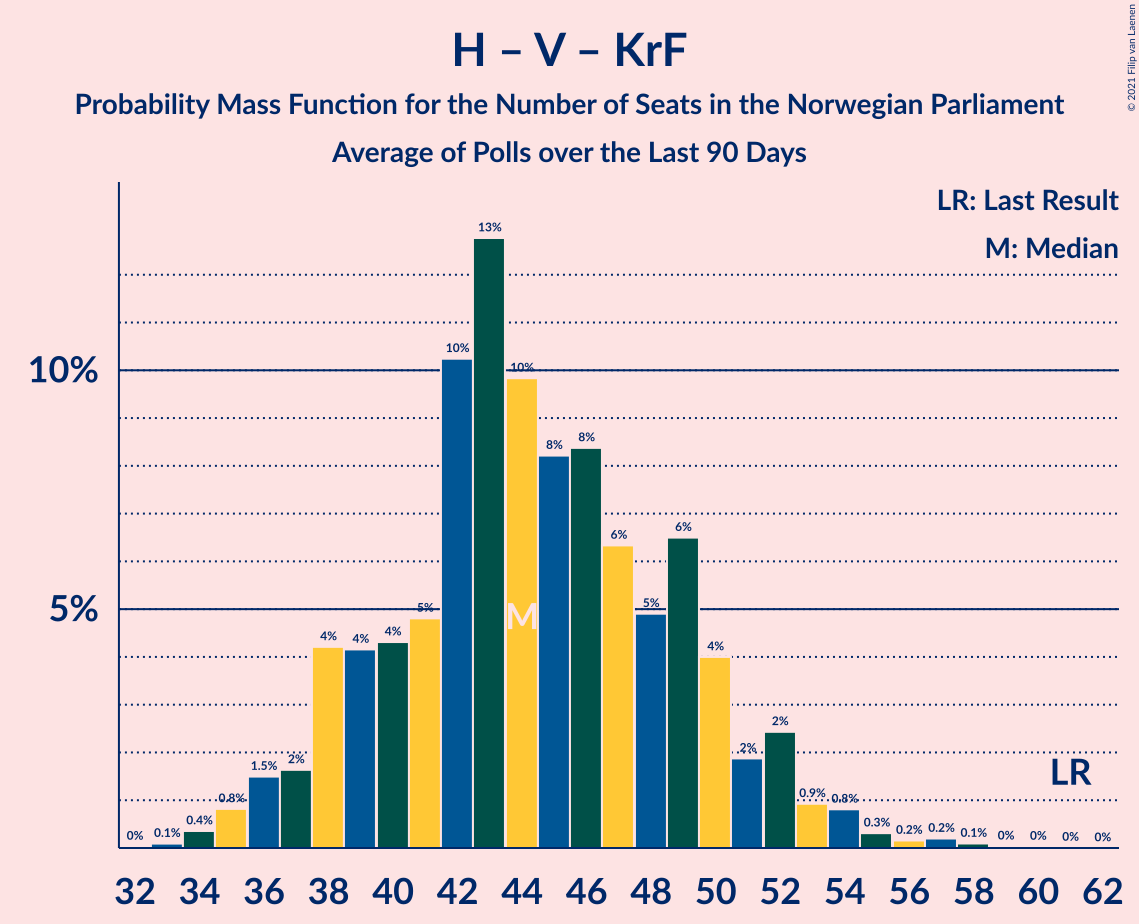 © 2021 Filip van Laenen
H – V – KrF
Probability Mass Function for the Number of Seats in the Norwegian Parliament
Average of Polls over the Last 90 Days
LR: Last Result
M: Median
10%
5%
0% 0.1% 0.4% 0.8% 1.5% 2% 4% 4% 4% 5% 10% 13% 10% 8% 8% 6% 5% 6% 4% 2% 2% 0.9% 0.8% 0.3% 0.2% 0.2% 0.1% 0% 0% 0% 0%
M
LR
32 34 36 38 40 42 44 46 48 50 52 54 56 58 60 62